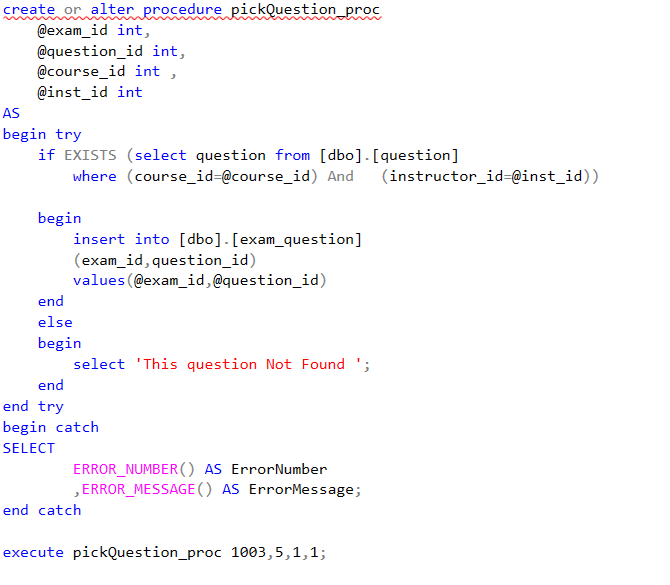 create or alter procedure pickQuestion_proc
@exam_id int,
@question_id int,
@course_id int ,
@inst_id int
AS
begin try
if EXISTS (select question from [dbo].[question]
where (course_id=@course_id) And   (instructor_id=@inst_id))
begin
insert into [dbo].[exam_question]
(exam_id,question_id)
values(@exam_id,@question_id)
end
else
begin
select 'This question Not Found ';
end
end try
begin catch
SELECT
ERROR_NUMBER() AS ErrorNumber
,ERROR_MESSAGE() AS ErrorMessage;
end catch
execute pickQuestion_proc 1003,5,1,1;